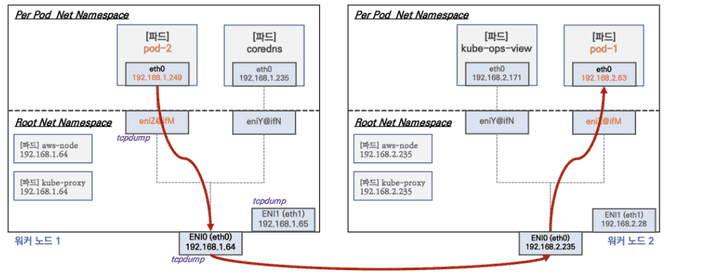 Per Pod Net Namespace
[파드]
pod-2
eth0
192.168.1.249
[파드]
coredns
eth0
192.168.1.235
Root Net Namespace
eniZ@ifM
tcpdump
eniY@ifN
[파드] aws-node
192.168.1.64
[파드] kube-proxy
192.168.1.64
tcpdump
ENI1 (eth1)
192.168.1.65
워커 노드 1
ENI0 (eth0)
192.168.1.64
tcpdump
Per Pod Net Namespace
[파드]
kube-ops-view
eth0
192.168.2.171
[파드]
pod-1
eth0
192.168.2.63
Root Net Namespace
eniY@ifN
eniZ@ifM
[파드] aws-node
192.168.2.235
[파드] kube-proxy
192.168.2.235
ENI1 (eth1)
192.168.2.28
ENI0 (eth0)
192.168.2.235
워커 노드 2